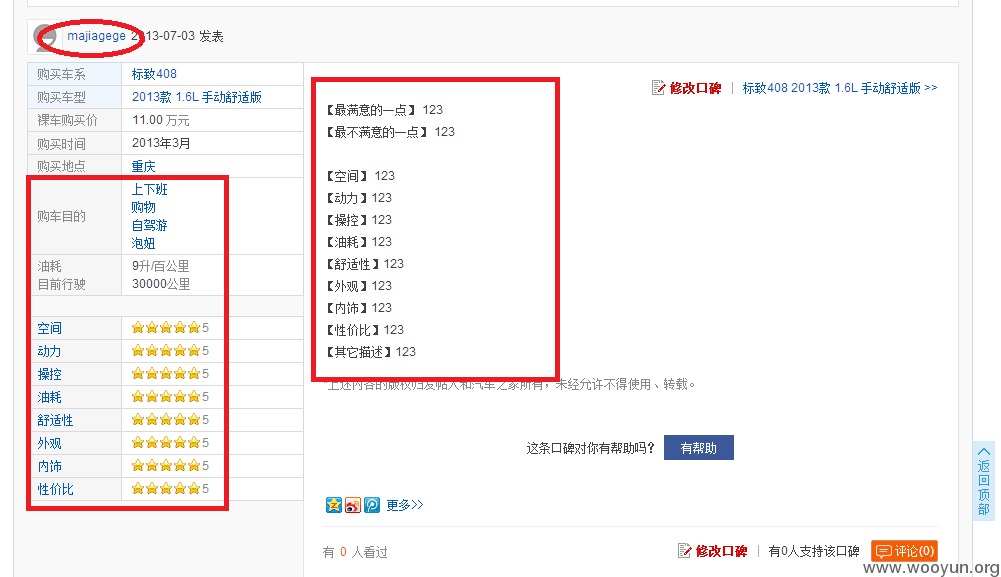 majiagege 2013-07-03 发表
购买车系 标致408
购买车型 2013款 1.6L 手动舒适版
裸车购买价 11.00 万元
购买时间 2013年3月
购买地点 重庆
购车目的 上下班
购物
自驾游
泡妞
油耗 9升/百公里
目前行驶 30000公里
空间 5
动力 5
操控 5
油耗 5
舒适性 5
外观 5
内饰 5
性价比 5
修改口碑 | 标致408 2013款 1.6L 手动舒适版 >>
【最满意的一点】 123
【最不满意的一点】 123
【空间】 123
【动力】123
【操控】123
【油耗】123
【舒适性】123
【外观】123
【内饰】123
【性价比】123
【其它描述】123
*上述内容的版权归发帖人和汽车之家所有，未经允许不得使用、转载。
这条口碑对你有帮助吗？ 有帮助
更多>>
有 0 人看过
修改口碑 | 有0人支持该口碑 评论(0)
返回顶部
www.wooyun.org